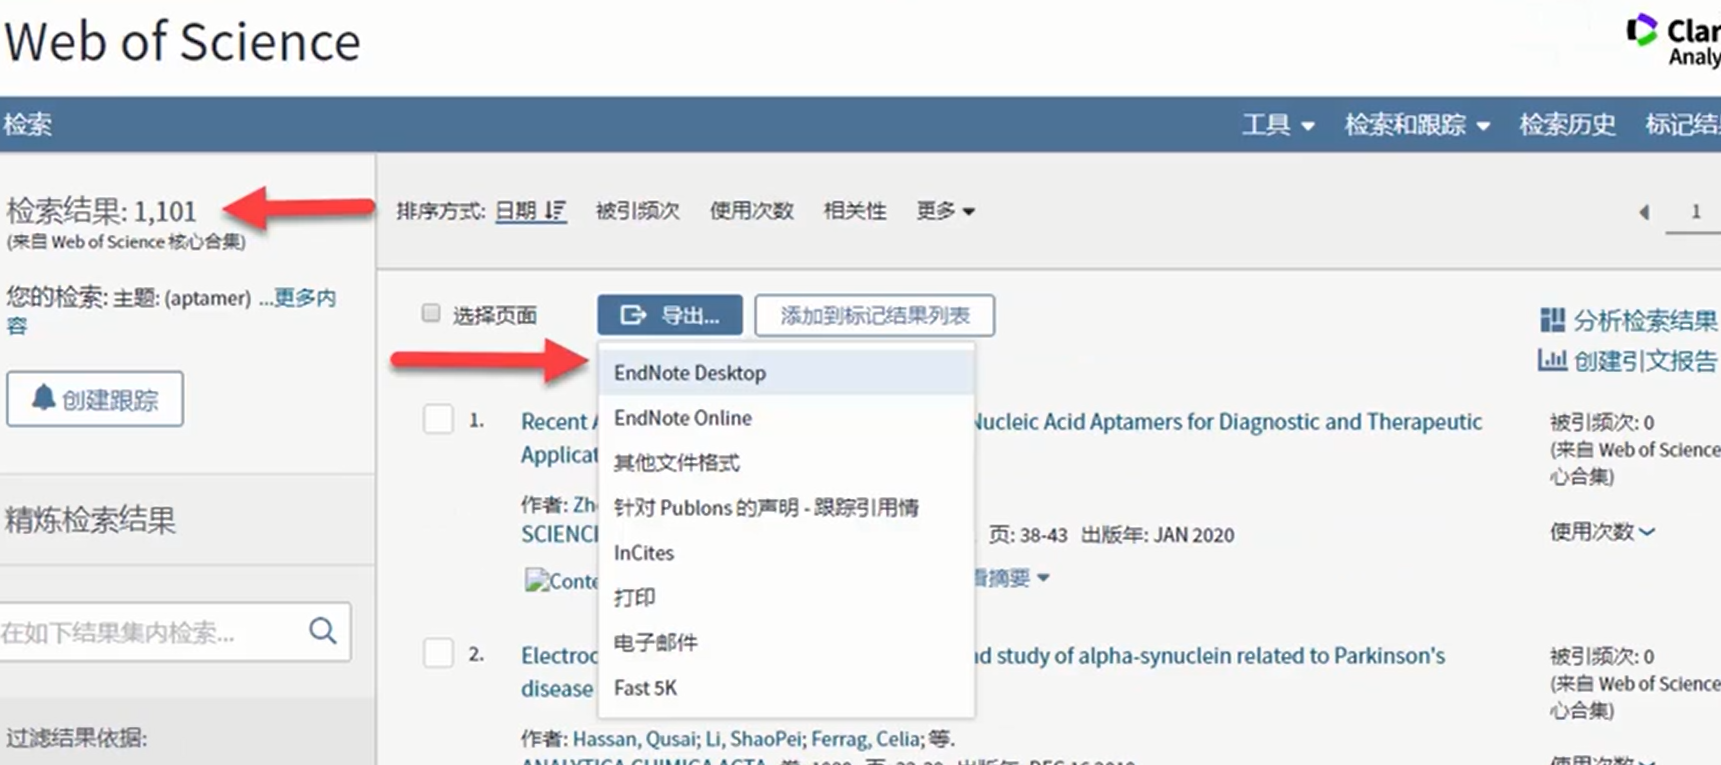 Web of Science
Analy
检索
工具 检索和跟踪 检索历史 标记结
检索结果: 1,101
(来自 Web of Science 核心合集)
您的检索: 主题: (aptamer) ...更多内
容
创建跟踪
精炼检索结果
在如下结果集内检索...
过滤结果依据:
排序方式: 日期 被引频次 使用次数 相关性 更多
1
选择页面 导出... 添加到标记结果列表
EndNote Desktop
EndNote Online
其他文件格式
针对 Publons 的声明 - 跟踪引用情
InCites
打印
电子邮件
Fast 5K
分析检索结果
创建引文报告
1. Recent Nucleic Acid Aptamers for Diagnostic and Therapeutic
Applicat
作者: Zh
SCIENCE 页: 38-43 出版年: JAN 2020
Conte 看摘要
被引频次: 0
(来自 Web of Science
心合集)
使用次数
2. Electroc nd study of alpha-synuclein related to Parkinson's
disease
作者: Hassan, Qusai; Li, ShaoPei; Ferrag, Celia; 等.
ANALYTICA CHIMICA ACTA
被引频次: 0
(来自 Web of Science
心合集)
使用次数